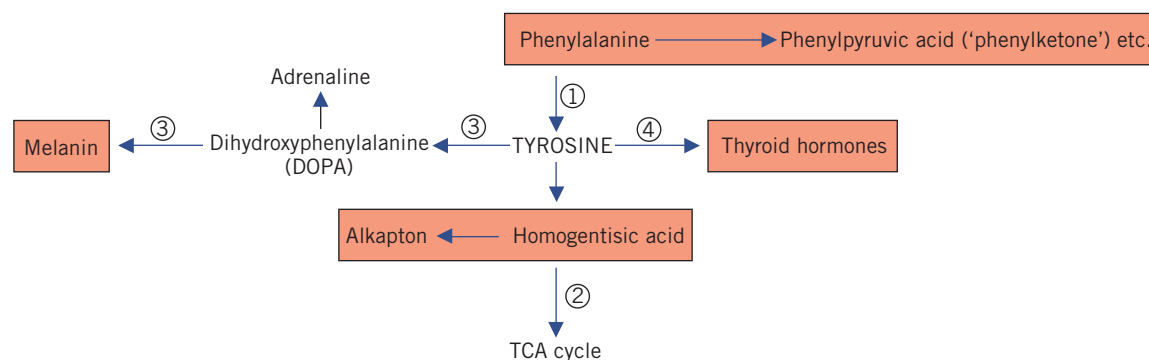 Phenylalanine Phenylpyruvic acid ('phenylketone') etc.
Adrenaline
①
③ ③ ④
Melanin Dihydroxyphenylalanine TYROSINE Thyroid hormones
(DOPA)
Alkapton Homogentisic acid
②
TCA cycle